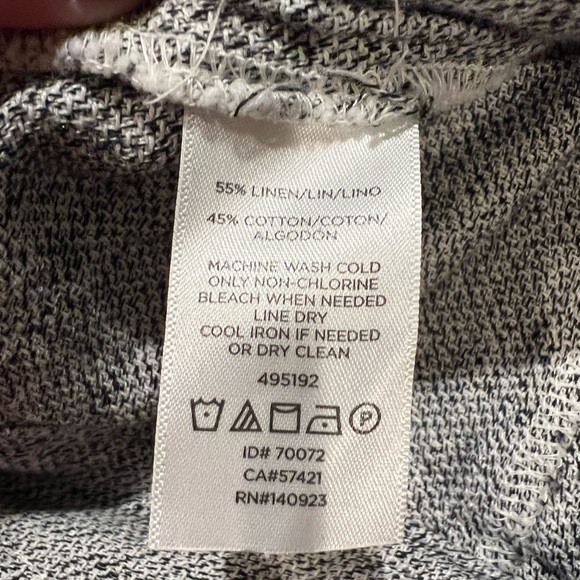 55% LINEN/LIN/LINO
45% COTTON/COTON/
ALGODÓN
MACHINE WASH COLD
ONLY NON-CHLORINE
BLEACH WHEN NEEDED
LINE DRY
COOL IRON IF NEEDED
OR DRY CLEAN
495192
P
ID# 70072
CA#57421
RN#140923